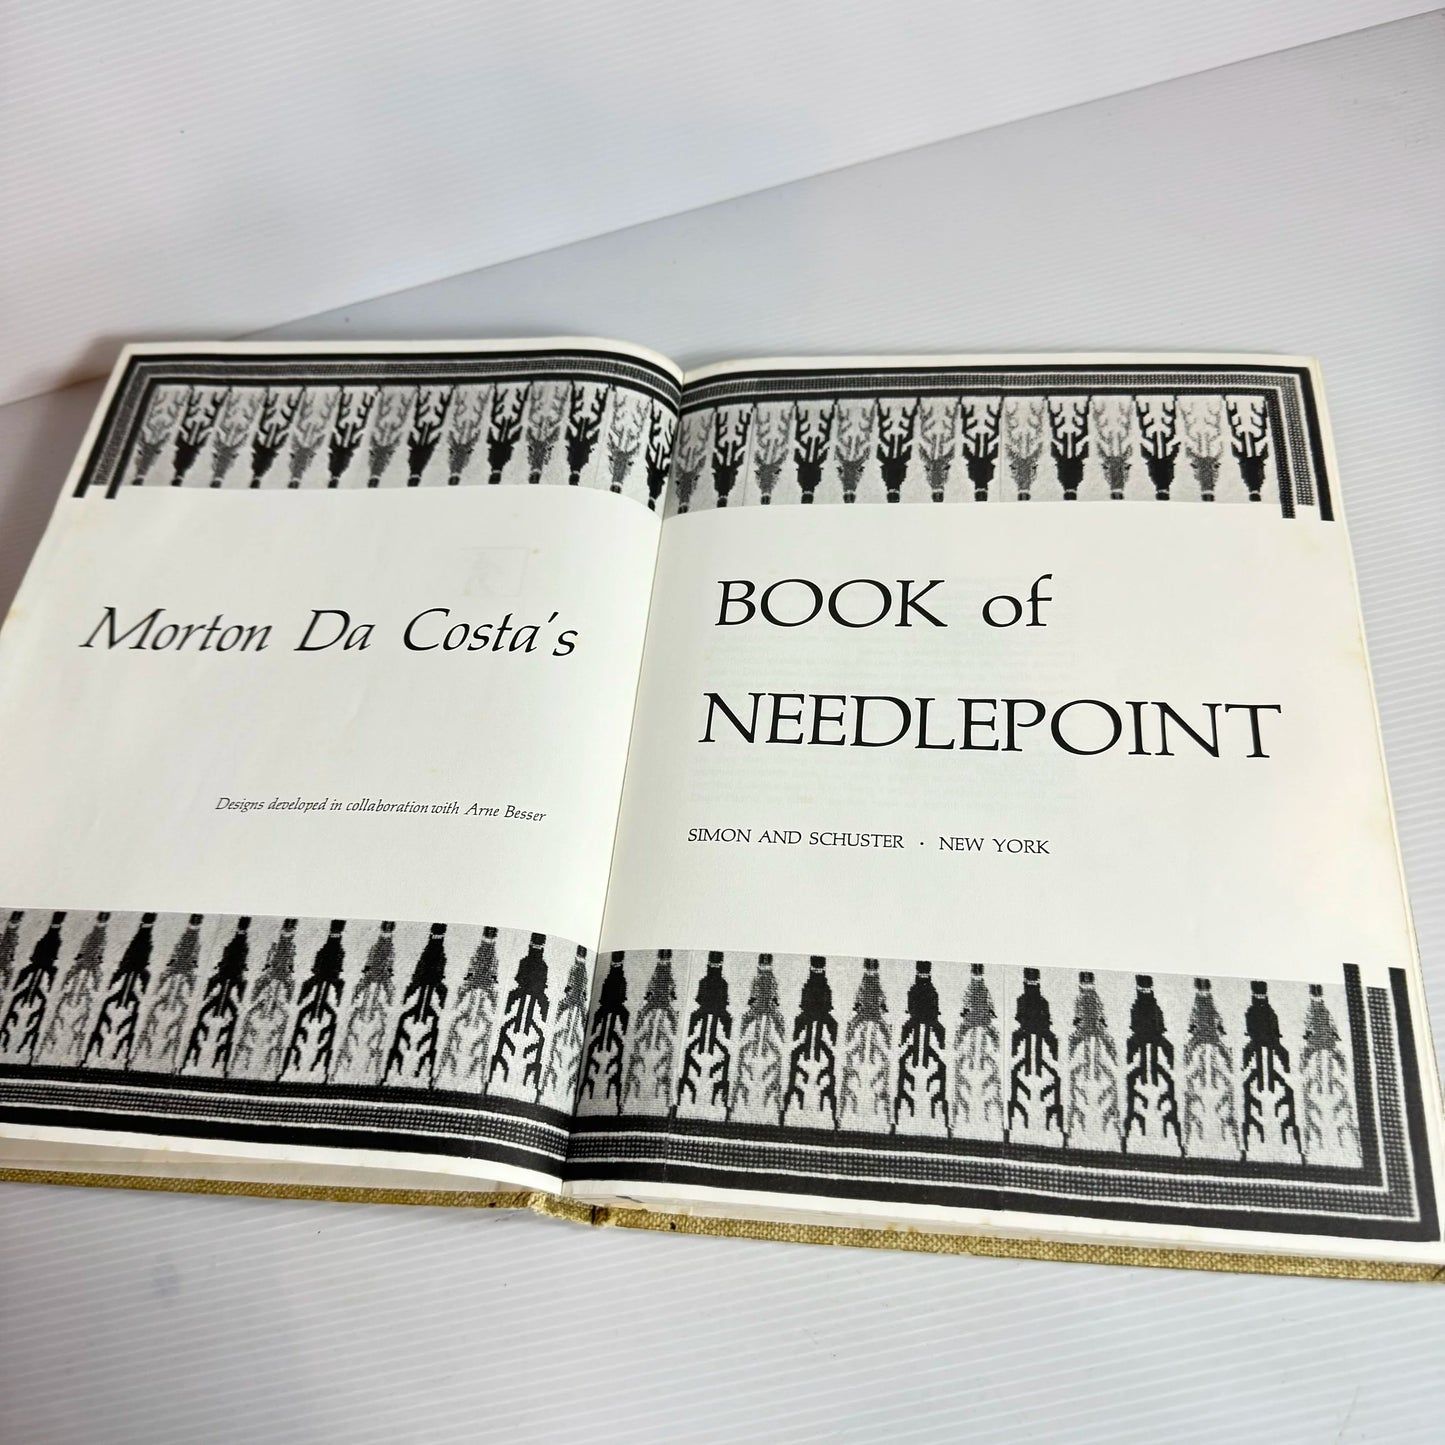 Morton Da Costa's
Designs developed in collaboration with Arne Besser
BOOK of
NEEDLEPOINT
SIMON AND SCHUSTER · NEW YORK